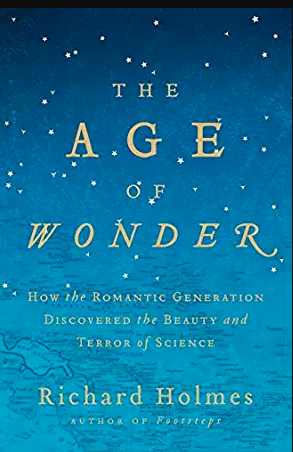 THE
AGE
OF
WONDER
HOW the ROMANTIC GENERATION
DISCOVERED the BEAUTY and
TERROR of SCIENCE
Richard Holmes
AUTHOR OF Footsteps